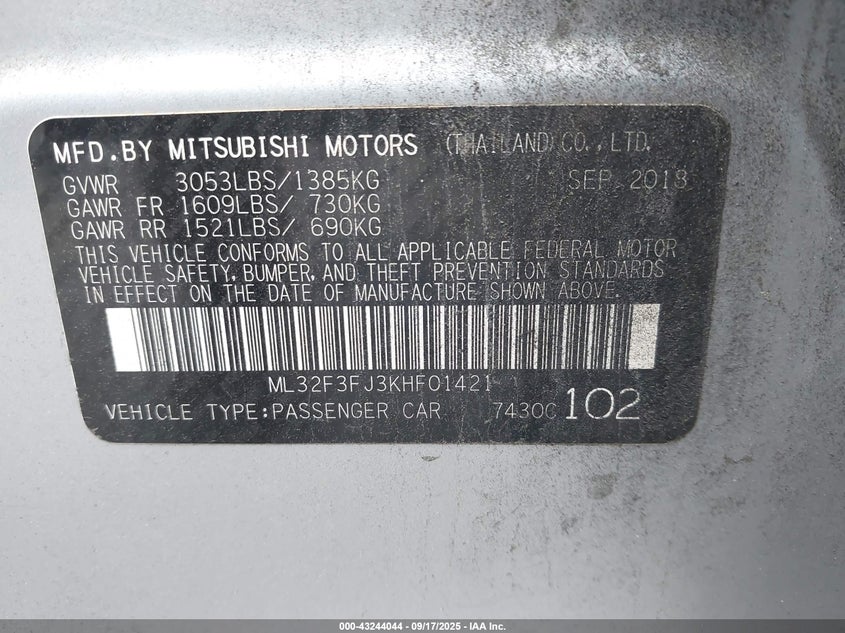 MFD.BY MITSUBISHI MOTORS (THAILAND) CO.,LTD.
GVWR 3053LBS/1385KG SEP 2018
GAWR FR 1609LBS/ 730KG
GAWR RR 1521LBS/ 690KG
THIS VEHICLE CONFORMS TO ALL APPLICABLE FEDERAL MOTOR
VEHICLE SAFETY, BUMPER, AND THEFT PREVENTION STANDARDS
IN EFFECT ON THE DATE OF MANUFACTURE SHOWN ABOVE.
ML32F3FJ3KHF01421
VEHICLE TYPE:PASSENGER CAR 7430C 102
000-43244044 - 09/17/2025 - IAA Inc.